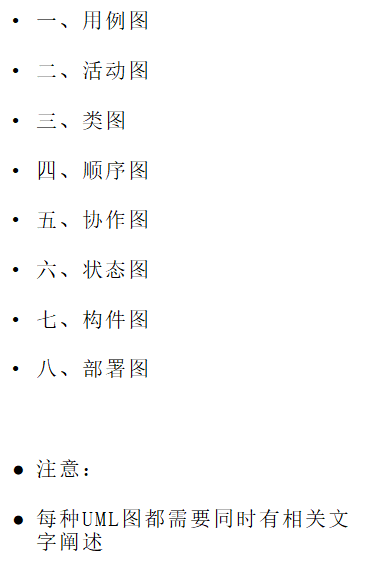 • 一、用例图
• 二、活动图
• 三、类图
• 四、顺序图
• 五、协作图
• 六、状态图
• 七、构件图
• 八、部署图
● 注意：
● 每种UML图都需要同时有相关文
字阐述